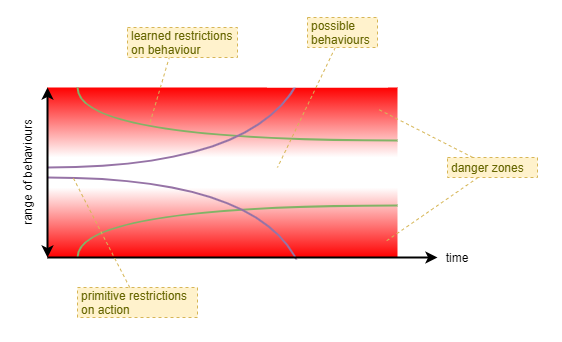 possible
behaviours
learned restrictions
on behaviour
range of behaviours
danger zones
time
primitive restrictions
on action